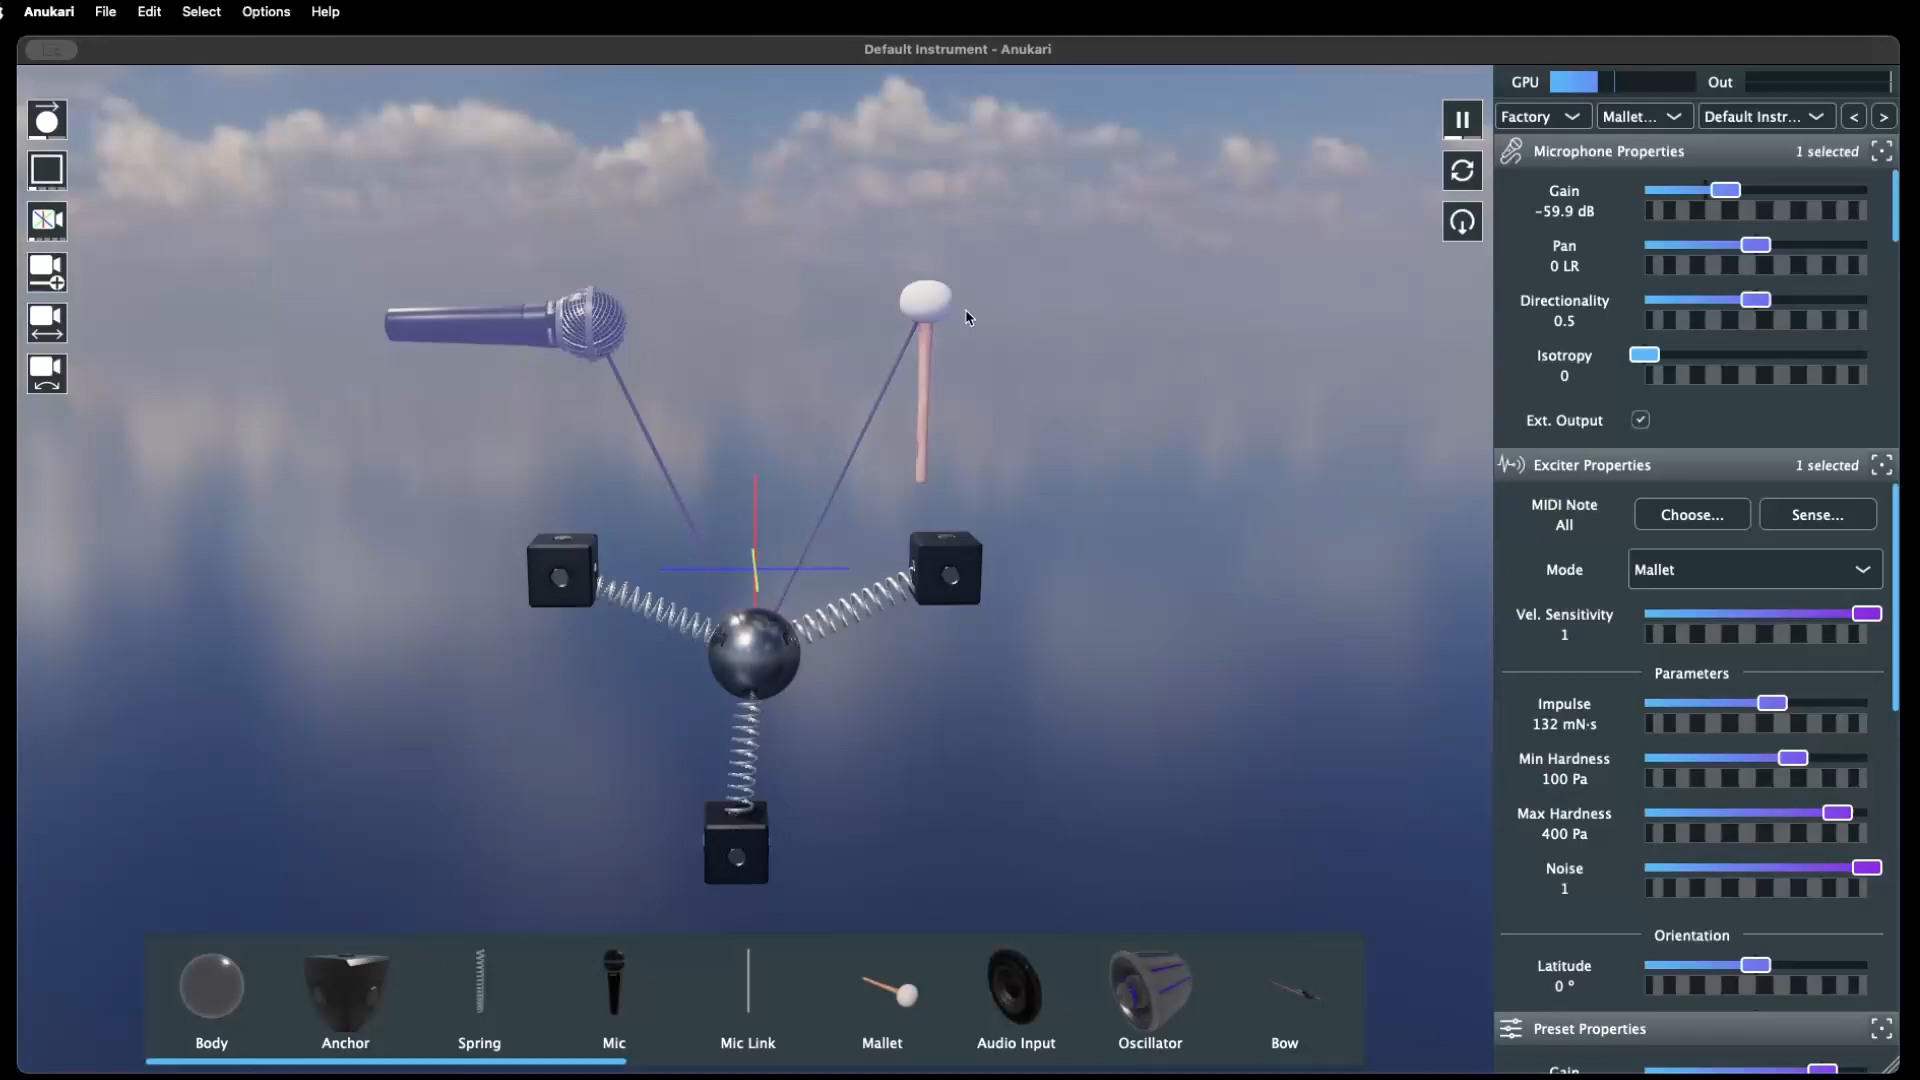 Anukari File Edit Select Options Help
Default Instrument - Anukari
GPU Out
Factory Mallet... Default Instr... < >
Microphone Properties 1 selected
Gain
-59.9 dB
Pan
0 LR
Directionality
0.5
Isotropy
0
Ext. Output
Exciter Properties 1 selected
MIDI Note
All
Choose... Sense...
Mode Mallet
Vel. Sensitivity
1
Parameters
Impulse
132 mN·s
Min Hardness
100 Pa
Max Hardness
400 Pa
Noise
1
Orientation
Latitude
0 °
Preset Properties
Gain
Body Anchor Spring Mic Mic Link Mallet Audio Input Oscillator Bow